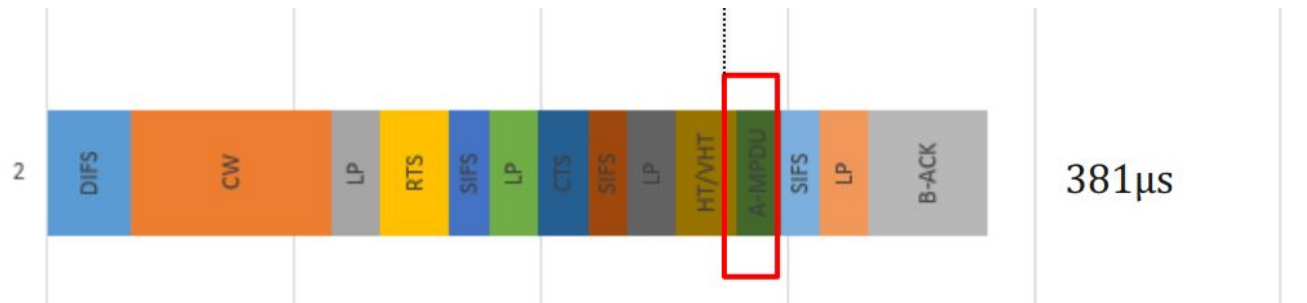 2 DIFS CW LP RTS SIFS LP CTS SIFS LP HT/VHT A-MPDU SIFS LP B-ACK 381µs